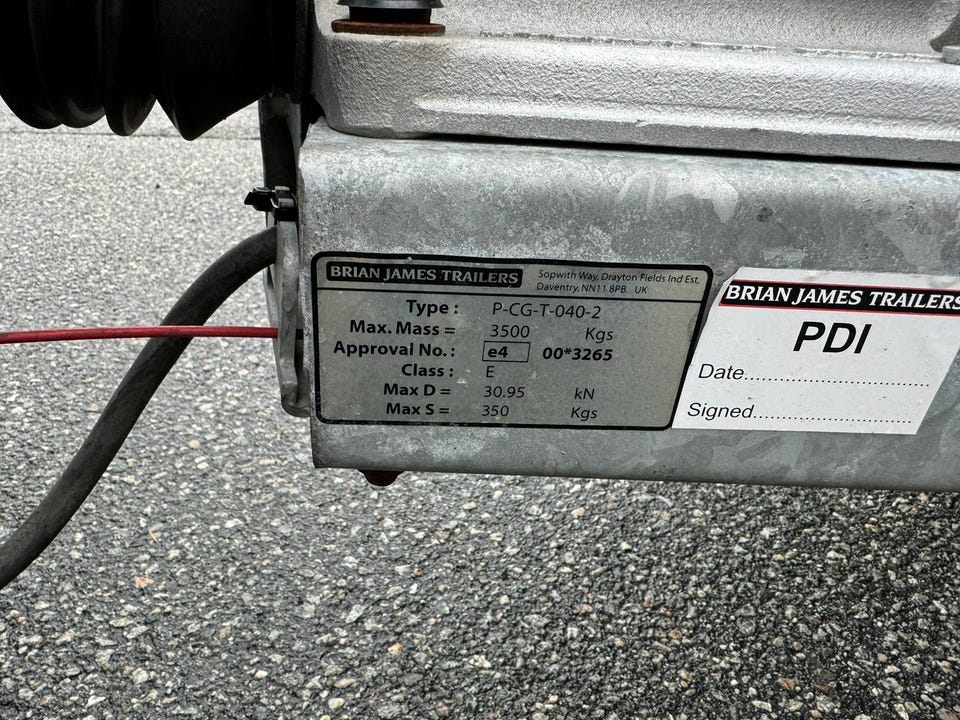 BRIAN JAMES TRAILERS
Sopwith Way, Drayton Fields Ind Est,
Daventry, NN11 8PB. UK
Type : P-CG-T-040-2
Max. Mass = 3500 Kgs
Approval No. : e4 00*3265
Class : E
Max D = 30.95 kN
Max S = 350 Kgs
BRIAN JAMES TRAILERS
PDI
Date...............................
Signed...............................